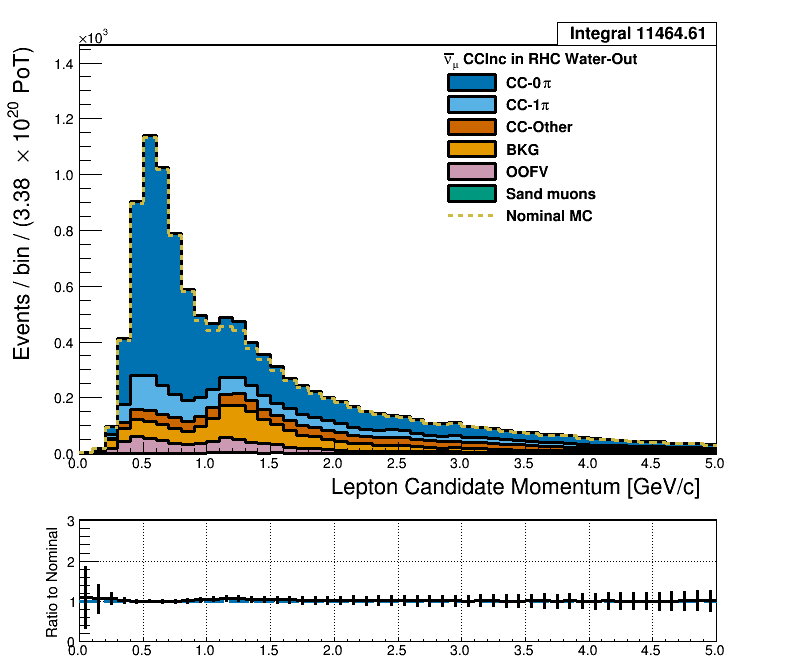 Integral 11464.61
×10³
ν̅μ CCInc in RHC Water-Out
CC-0π
CC-1π
CC-Other
BKG
OOFV
Sand muons
Nominal MC
Events / bin / (3.38 × 10²⁰ PoT)
1.4
1.2
1.0
0.8
0.6
0.4
0.2
0.0
0.0 0.5 1.0 1.5 2.0 2.5 3.0 3.5 4.0 4.5 5.0
Lepton Candidate Momentum [GeV/c]
Ratio to Nominal
3
2
1
0
0.0 0.5 1.0 1.5 2.0 2.5 3.0 3.5 4.0 4.5 5.0